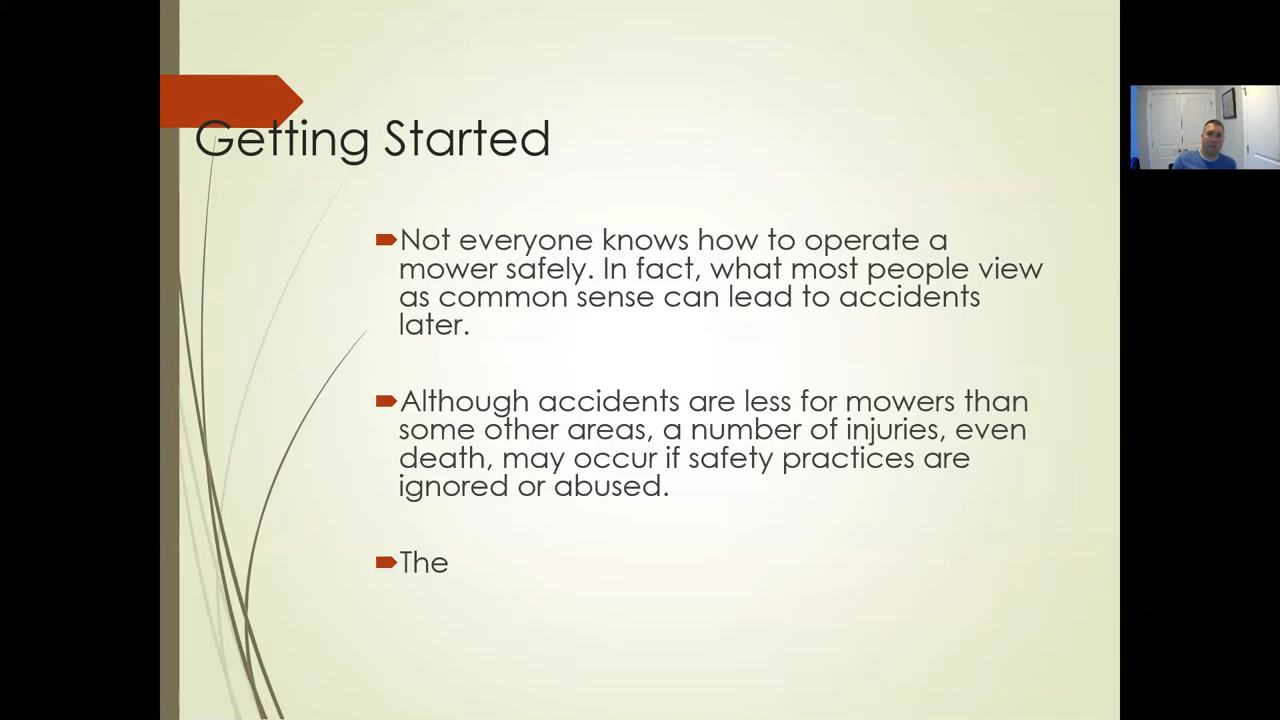 Getting Started
Not everyone knows how to operate a
mower safely. In fact, what most people view
as common sense can lead to accidents
later.
Although accidents are less for mowers than
some other areas, a number of injuries, even
death, may occur if safety practices are
ignored or abused.
The